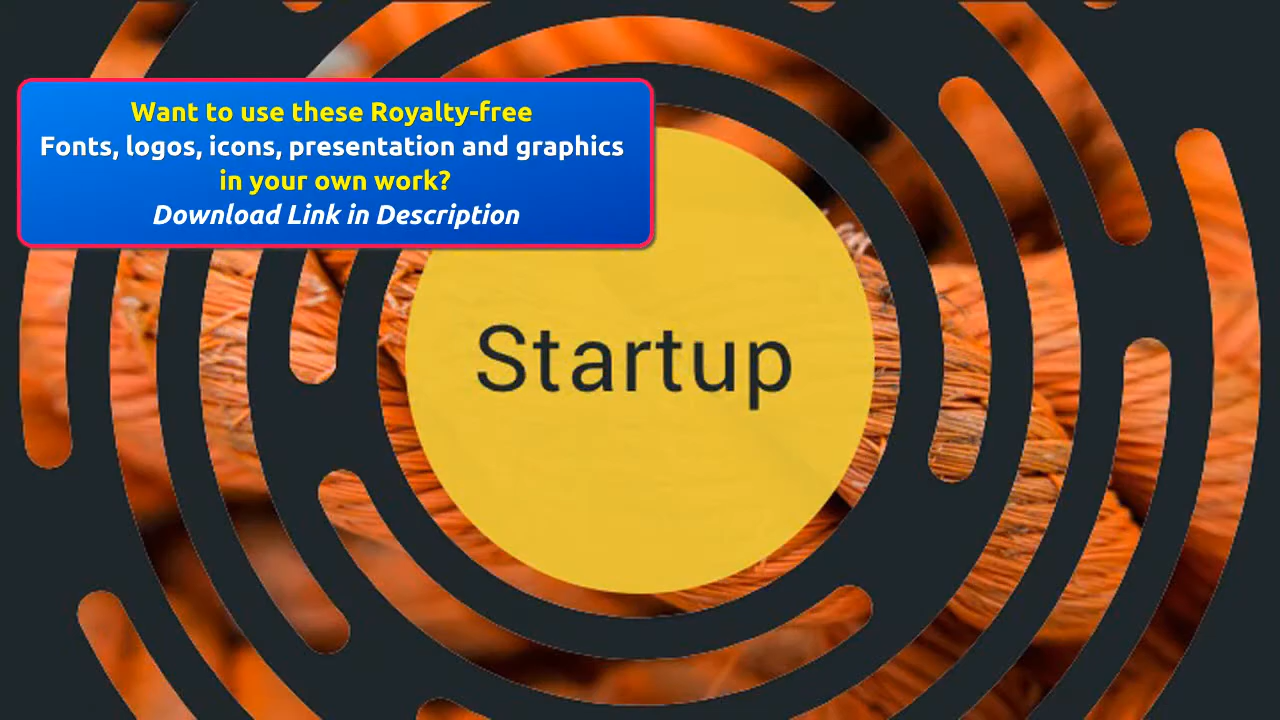 Want to use these Royalty-free
Fonts, logos, icons, presentation and graphics
in your own work?
Download Link in Description
Startup